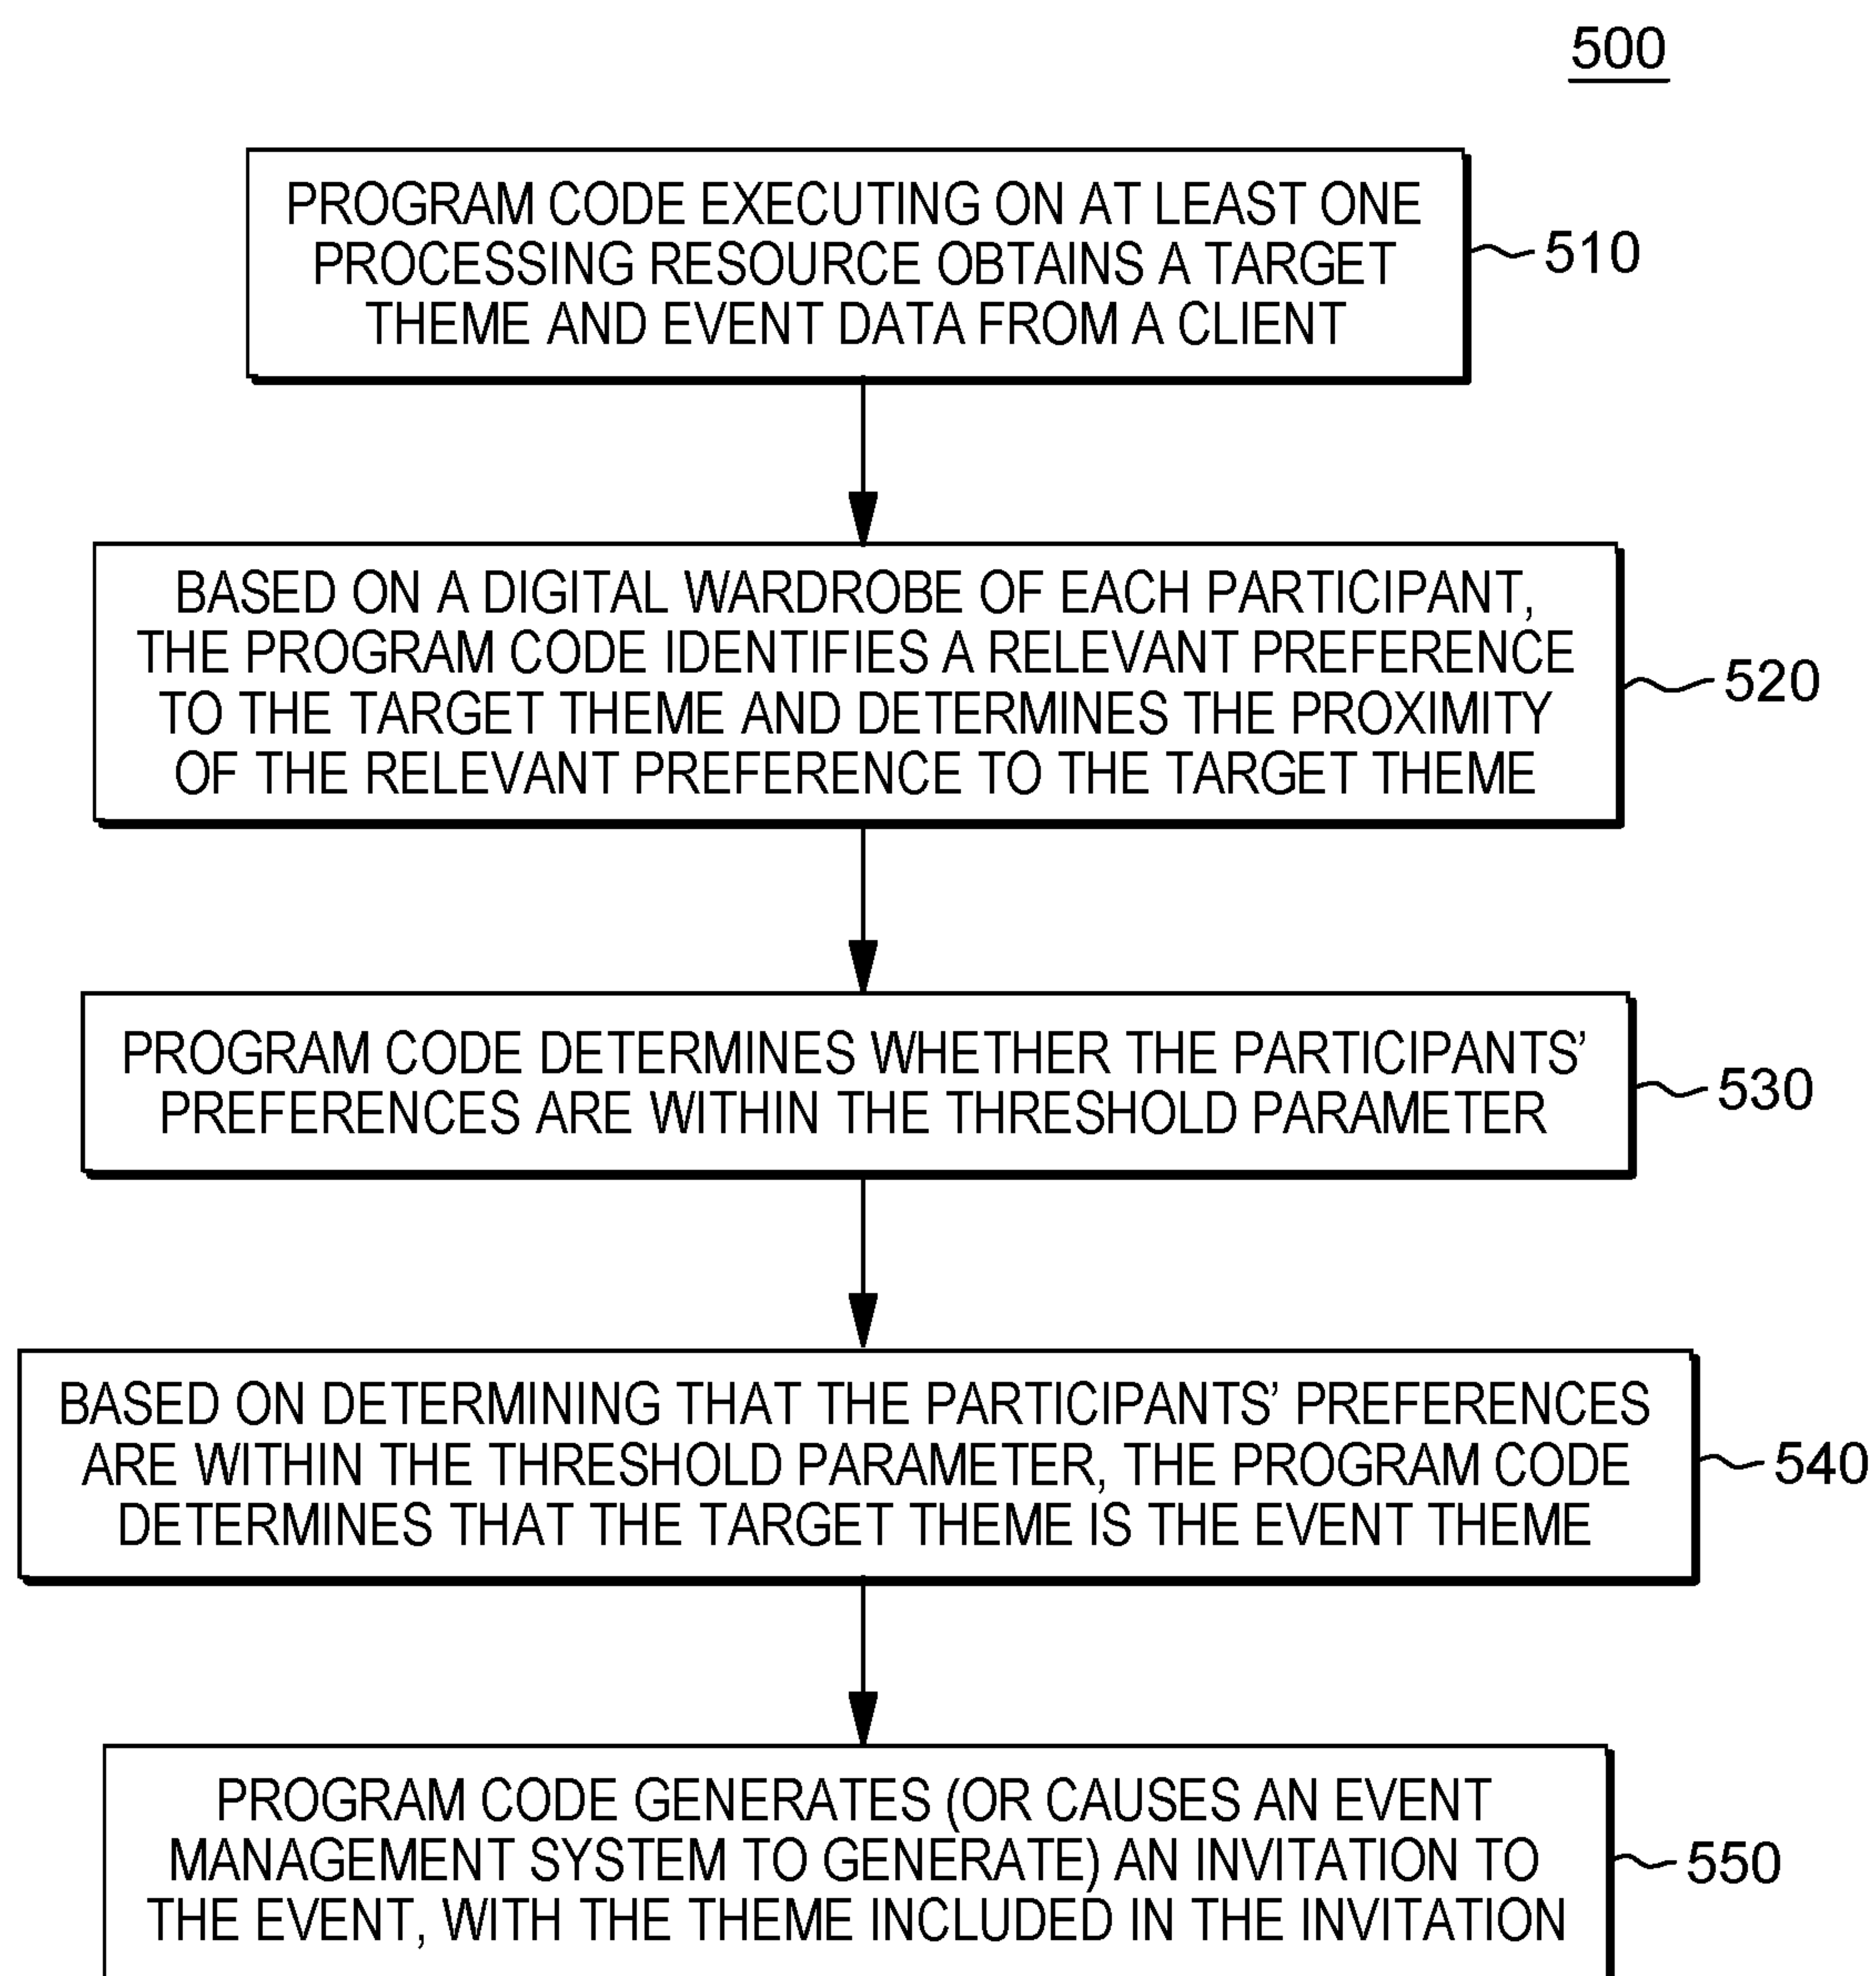 500
PROGRAM CODE EXECUTING ON AT LEAST ONE
PROCESSING RESOURCE OBTAINS A TARGET
THEME AND EVENT DATA FROM A CLIENT
510
BASED ON A DIGITAL WARDROBE OF EACH PARTICIPANT,
THE PROGRAM CODE IDENTIFIES A RELEVANT PREFERENCE
TO THE TARGET THEME AND DETERMINES THE PROXIMITY
OF THE RELEVANT PREFERENCE TO THE TARGET THEME
520
PROGRAM CODE DETERMINES WHETHER THE PARTICIPANTS’
PREFERENCES ARE WITHIN THE THRESHOLD PARAMETER
530
BASED ON DETERMINING THAT THE PARTICIPANTS’ PREFERENCES
ARE WITHIN THE THRESHOLD PARAMETER, THE PROGRAM CODE
DETERMINES THAT THE TARGET THEME IS THE EVENT THEME
540
PROGRAM CODE GENERATES (OR CAUSES AN EVENT
MANAGEMENT SYSTEM TO GENERATE) AN INVITATION TO
THE EVENT, WITH THE THEME INCLUDED IN THE INVITATION
550